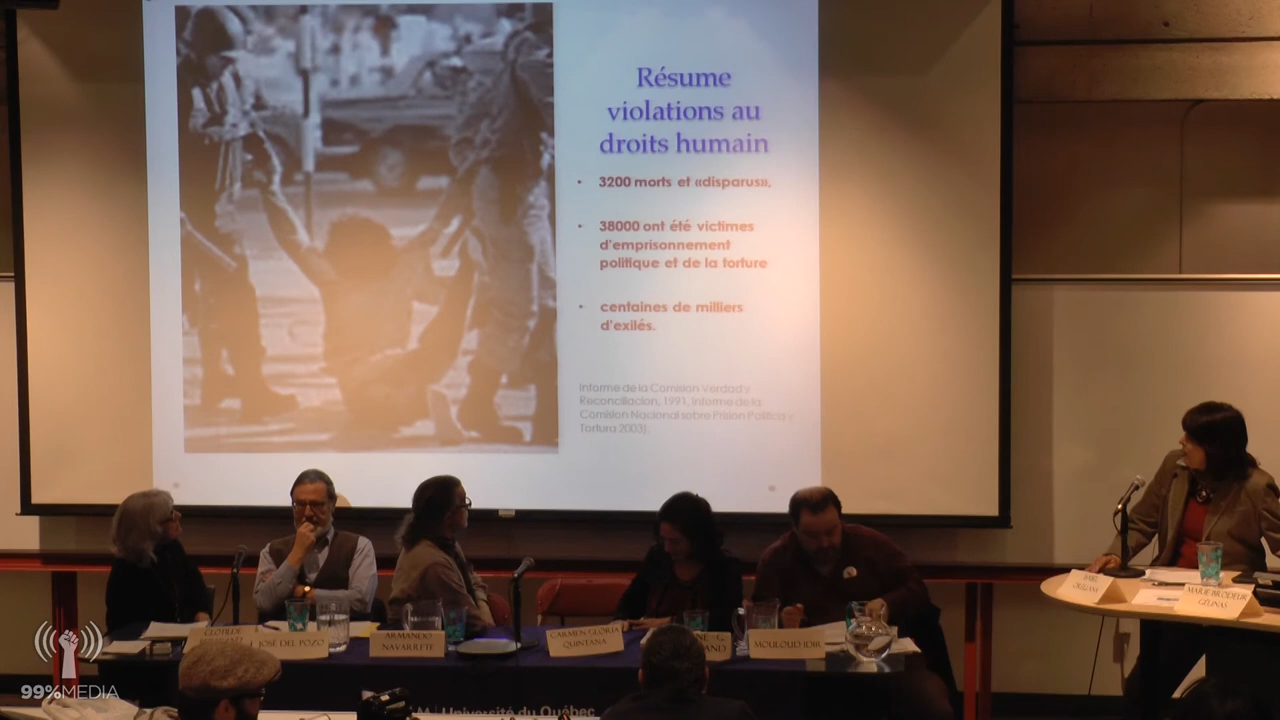 Résume
violations au
droits humain
• 3200 morts et «disparus»,
• 38000 ont été victimes
d'emprisonnement
politique et de la torture
• centaines de milliers
d'exilés.
Informe de la Comision Verdad y
Reconciliacion, 1991, Informe de la
Comision Nacional sobre Prision Politica y
Tortura 2003).
CLOTILDE
JOSE DEL POZO
ARMANDO
NAVARRETE
CARMEN GLORIA
QUINTANA
MOULOUD IDIR
MARIE BRODEUR
GÉLINAS
99%MEDIA
Université du Québec